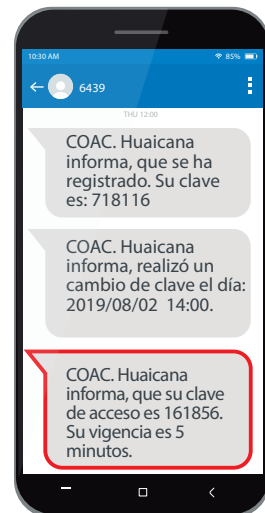 10:30 AM
85%
6439
THU 12:00
COAC. Huaicana
informa, que se ha
registrado. Su clave
es: 718116
COAC. Huaicana
informa, realizó un
cambio de clave el día:
2019/08/02 14:00.
COAC. Huaicana
informa, que su clave
de acceso es 161856.
Su vigencia es 5
minutos.